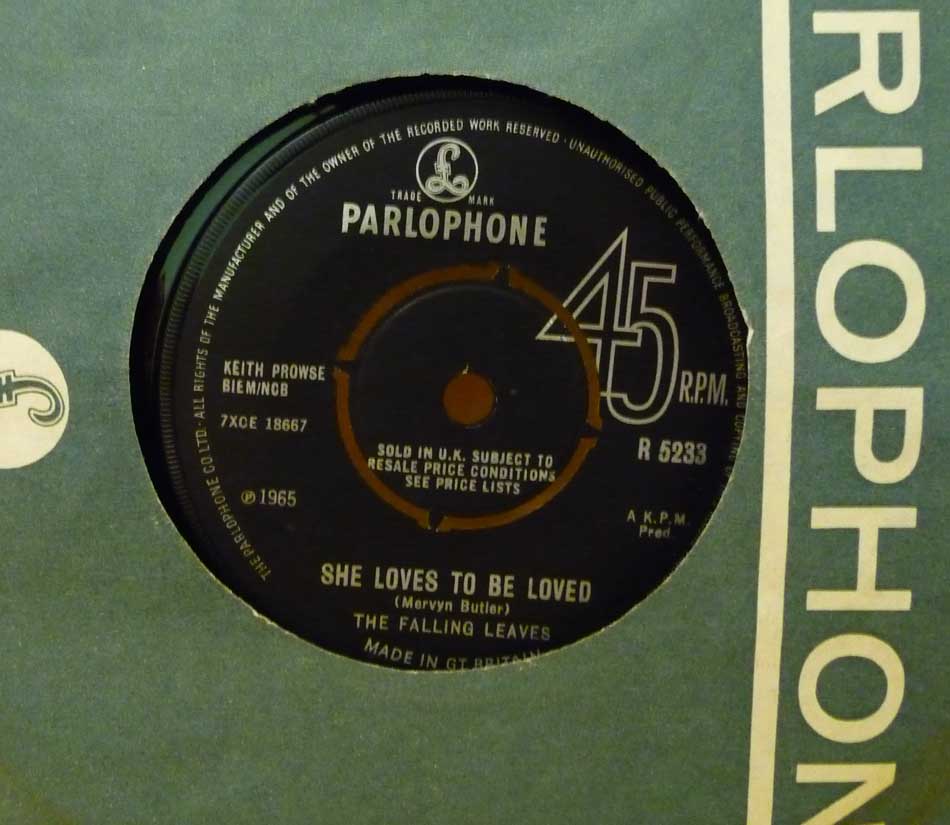 THE PARLOPHONE CO LTD. · ALL RIGHTS OF THE MANUFACTURER AND OF THE OWNER OF THE RECORDED WORK RESERVED · UNAUTHORISED PUBLIC PERFORMANCE BROADCASTING AND COPYING OF
£
TRADE MARK
PARLOPHONE
45
R.P.M.
KEITH PROWSE
BIEM/NCB
7XCE 18667
R 5233
SOLD IN U.K. SUBJECT TO
RESALE PRICE CONDITIONS
SEE PRICE LISTS
℗ 1965
A K.P.M.
Prod.
SHE LOVES TO BE LOVED
(Mervyn Butler)
THE FALLING LEAVES
MADE IN GT BRITAIN
RLOPHON